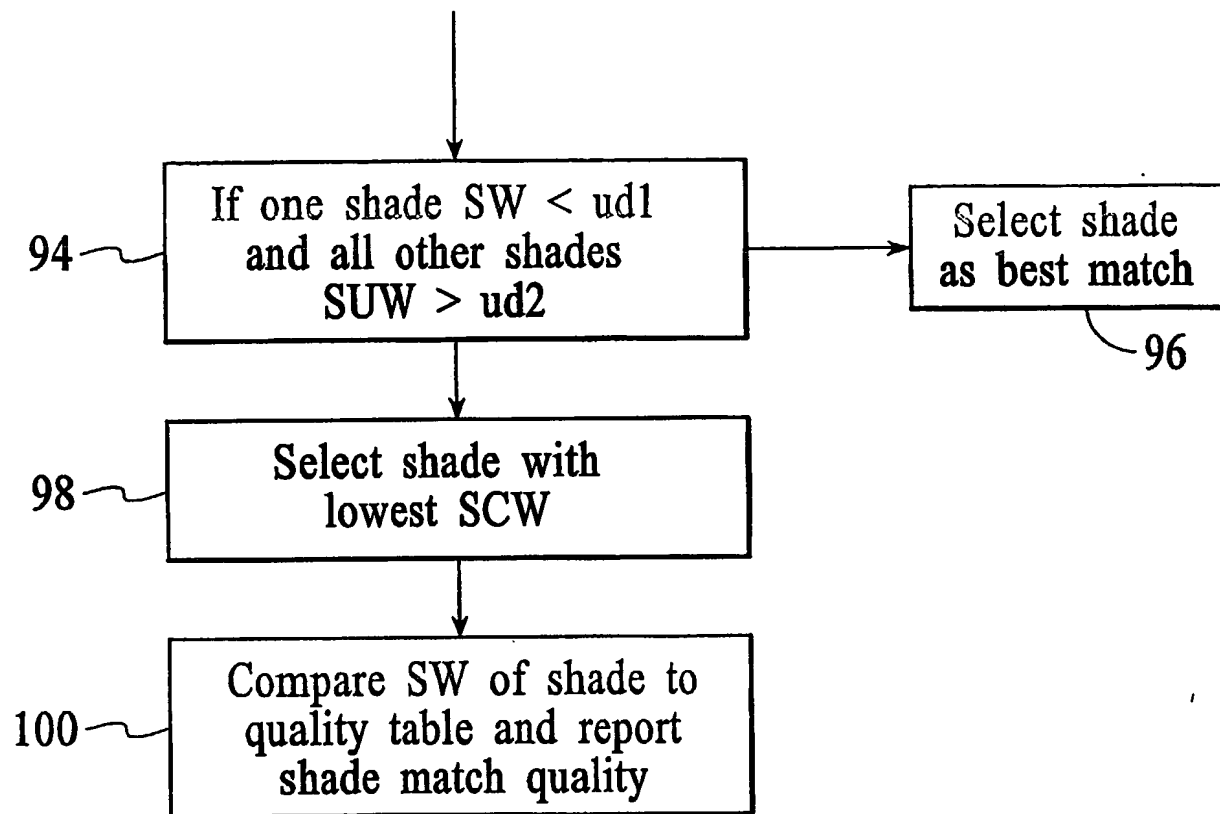 94
If one shade SW < ud1
and all other shades
SUW > ud2
Select shade
as best match
96
98
Select shade with
lowest SCW
100
Compare SW of shade to
quality table and report
shade match quality